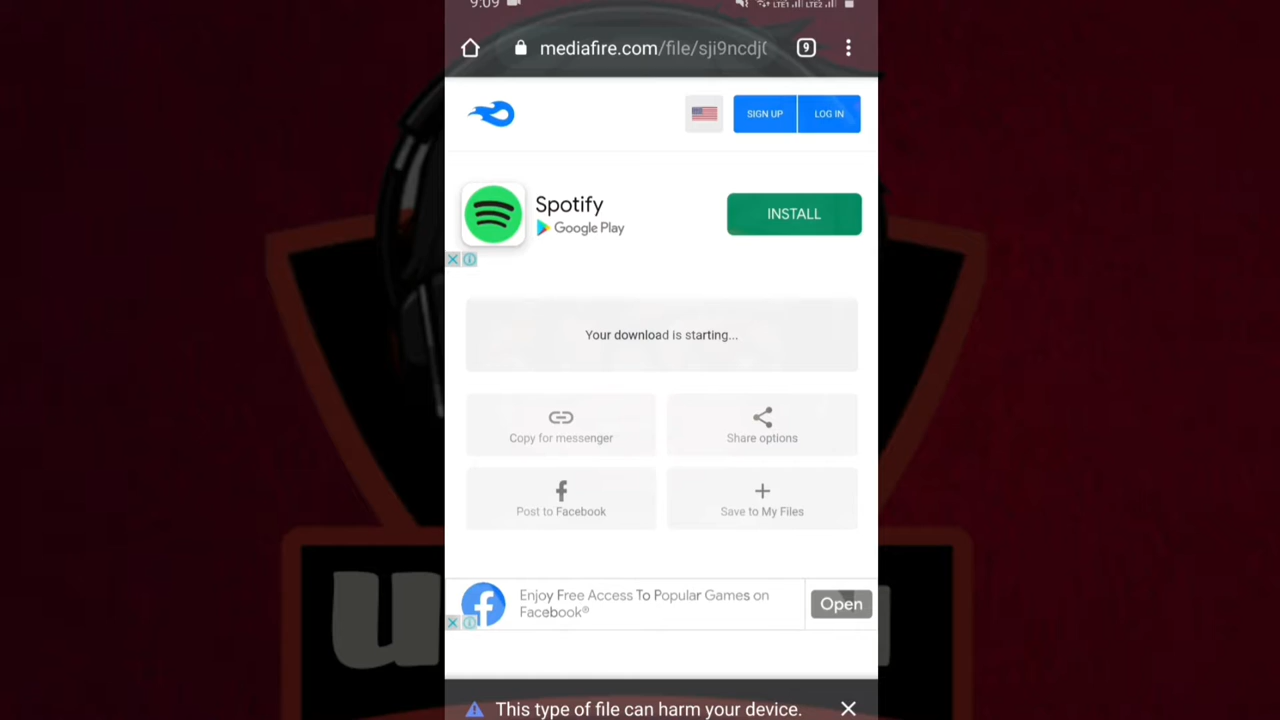 9:09
LTE1 LTE2
mediafire.com/file/sji9ncdj
9
SIGN UP
LOG IN
Spotify
Google Play
INSTALL
Your download is starting...
Copy for messenger
Share options
Post to Facebook
Save to My Files
Enjoy Free Access To Popular Games on
Facebook®
Open
This type of file can harm your device.